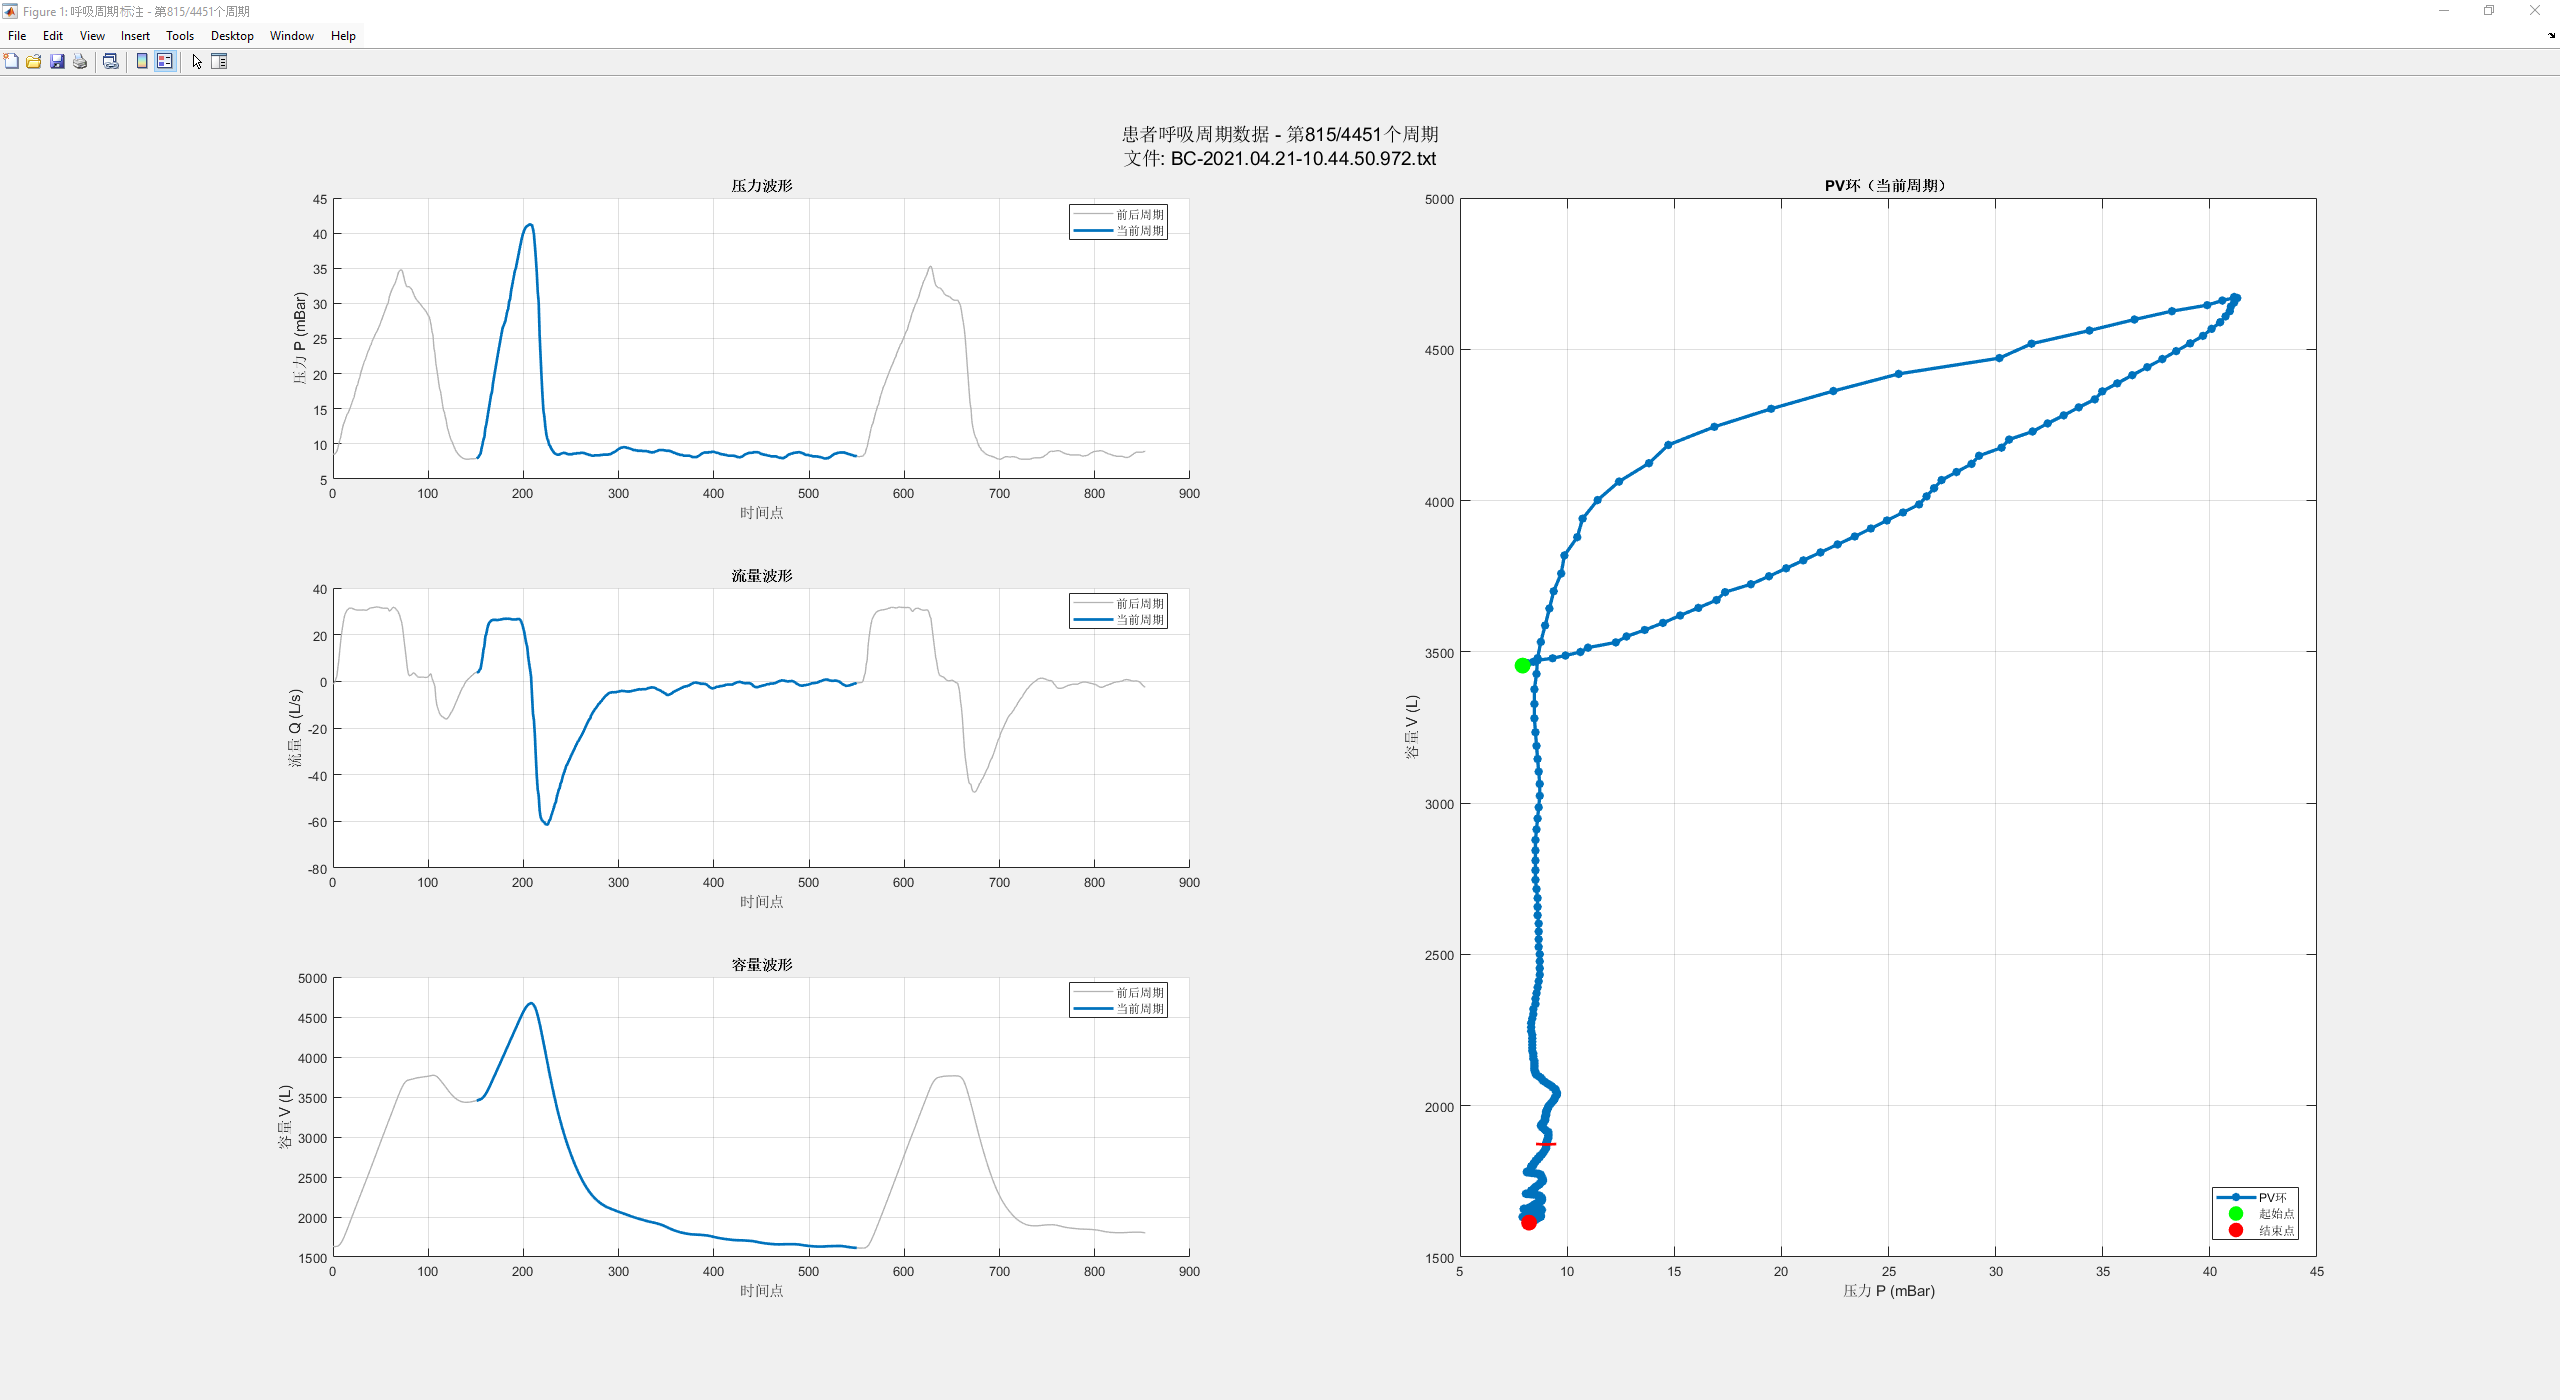 Figure 1: 呼吸周期标注 - 第815/4451个周期
File Edit View Insert Tools Desktop Window Help
患者呼吸周期数据 - 第815/4451个周期
文件: BC-2021.04.21-10.44.50.972.txt
压力波形
45
40
35
30
25
20
15
10
5
压力 P (mBar)
前后周期
当前周期
0 100 200 300 400 500 600 700 800 900
时间点
流量波形
40
20
0
-20
-40
-60
-80
流量 Q (L/s)
前后周期
当前周期
0 100 200 300 400 500 600 700 800 900
时间点
容量波形
5000
4500
4000
3500
3000
2500
2000
1500
容量 V (L)
前后周期
当前周期
0 100 200 300 400 500 600 700 800 900
时间点
PV环（当前周期）
5000
4500
4000
3500
3000
2500
2000
1500
容量 V (L)
PV环
起始点
结束点
5 10 15 20 25 30 35 40 45
压力 P (mBar)